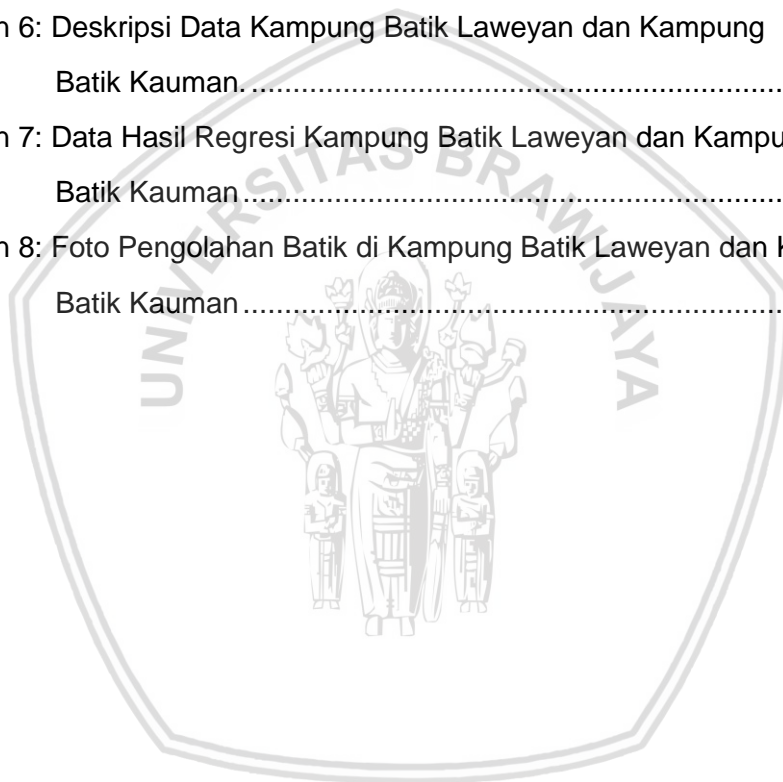 n 6: Deskripsi Data Kampung Batik Laweyan dan Kampung
Batik Kauman. ................................................................
n 7: Data Hasil Regresi Kampung Batik Laweyan dan Kampu
Batik Kauman .................................................................
n 8: Foto Pengolahan Batik di Kampung Batik Laweyan dan K
Batik Kauman .................................................................
UNIVERSITAS BRAWIJAYA